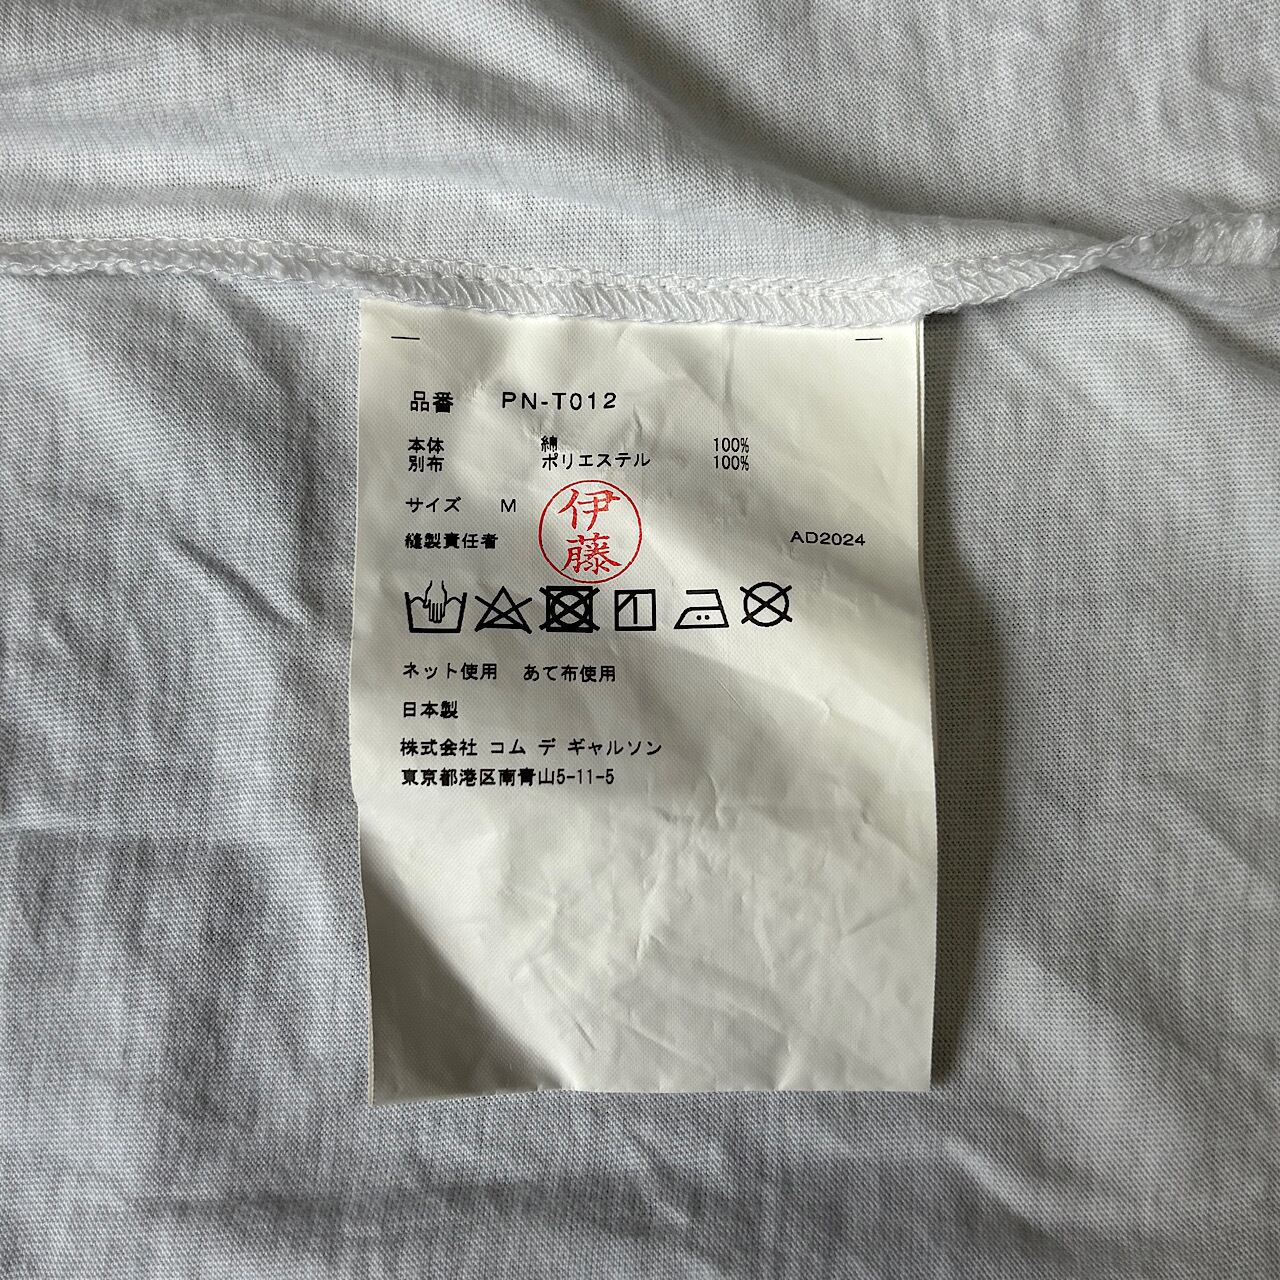 品番 PN-T012
本体 綿 100%
別布 ポリエステル 100%
サイズ M
伊藤
縫製責任者 AD2024
ネット使用 あて布使用
日本製
株式会社 コム デ ギャルソン
東京都港区南青山5-11-5